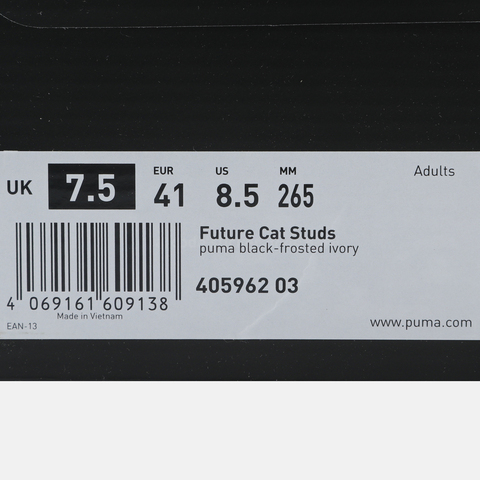 Adults
UK 7.5 EUR 41 US 8.5 MM 265
Future Cat Studs
puma black-frosted ivory
405962 03
4 069161 609138
Made in Vietnam
EAN-13
www.puma.com